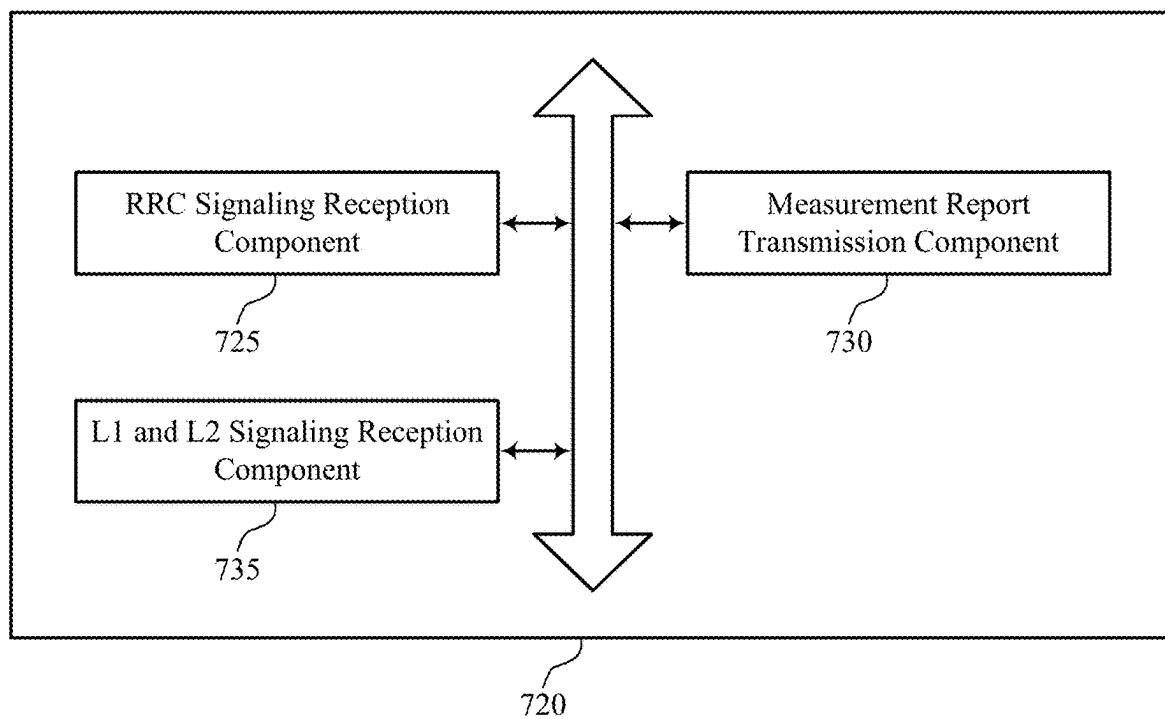 RRC Signaling Reception
Component
725
Measurement Report
Transmission Component
730
L1 and L2 Signaling Reception
Component
735
720